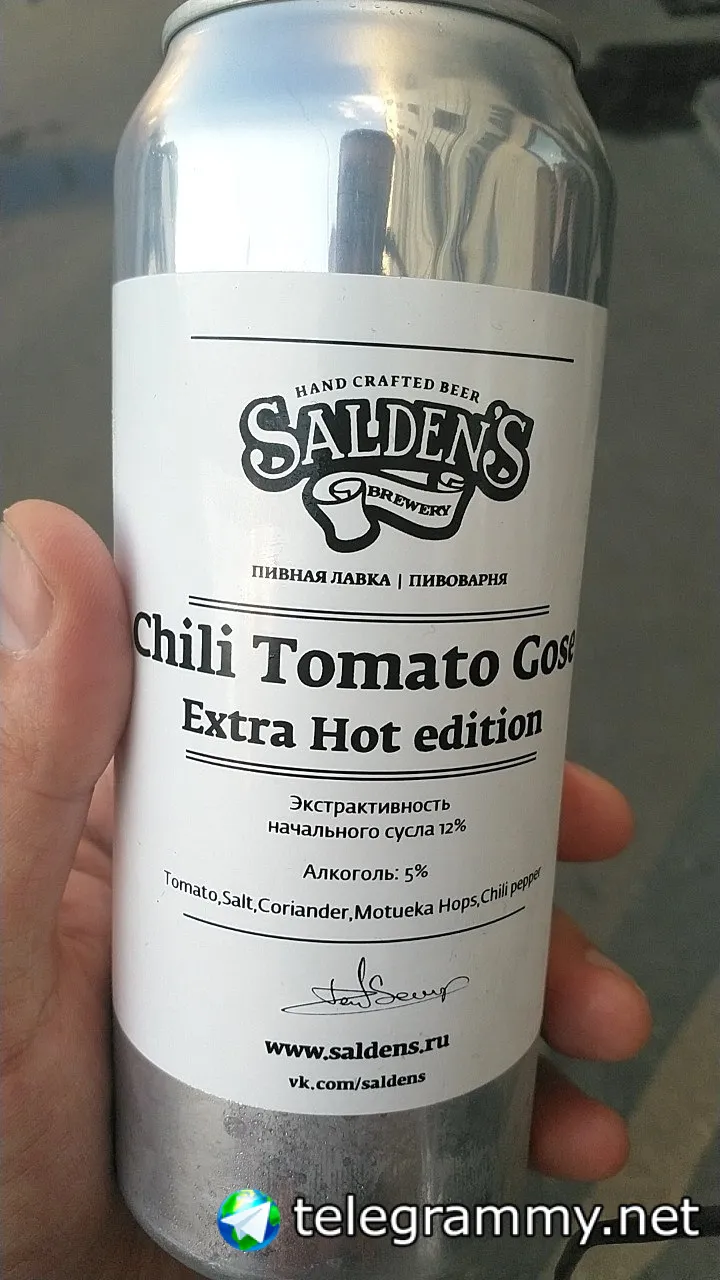 HAND CRAFTED BEER
SALDEN'S
BREWERY
ПИВНАЯ ЛАВКА | ПИВОВАРНЯ
Chili Tomato Gose
Extra Hot edition
Экстрактивность
начального сусла 12%
Алкоголь: 5%
Tomato,Salt,Coriander,Motueka Hops,Chili pepper
www.saldens.ru
vk.com/saldens
telegrammy.net